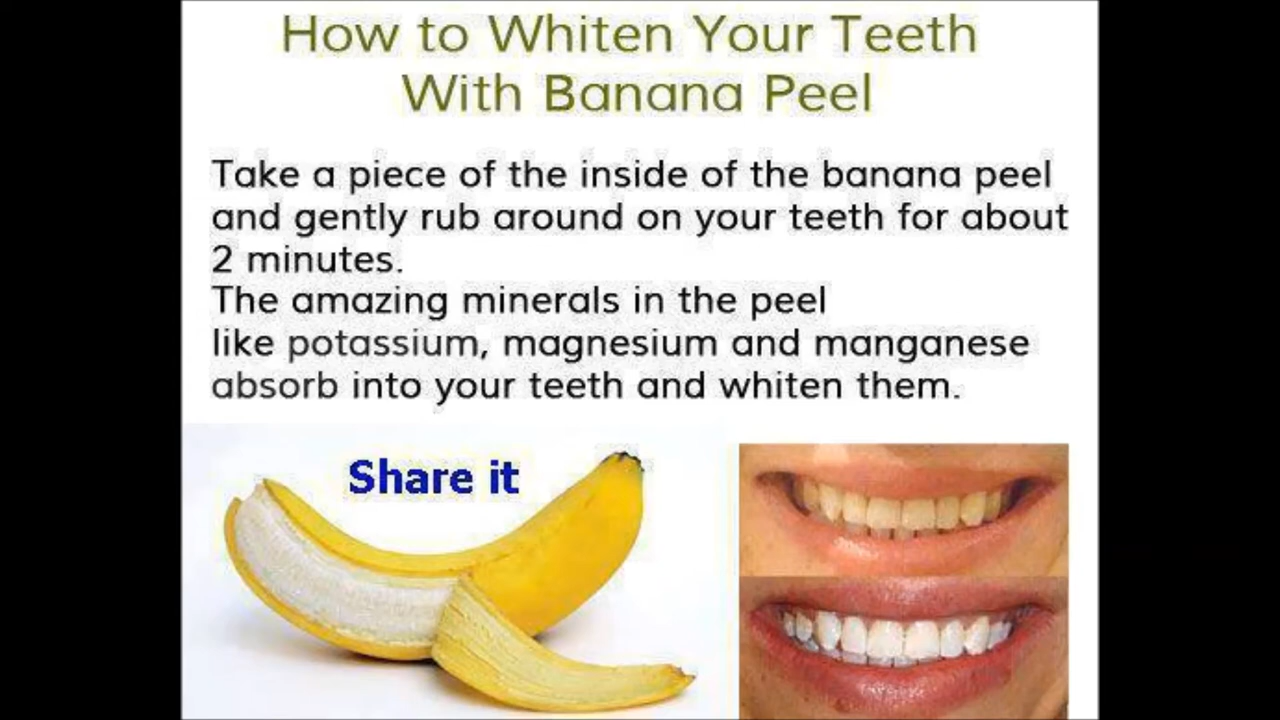 How to Whiten Your Teeth
With Banana Peel
Take a piece of the inside of the banana peel
and gently rub around on your teeth for about
2 minutes.
The amazing minerals in the peel
like potassium, magnesium and manganese
absorb into your teeth and whiten them.
Share it